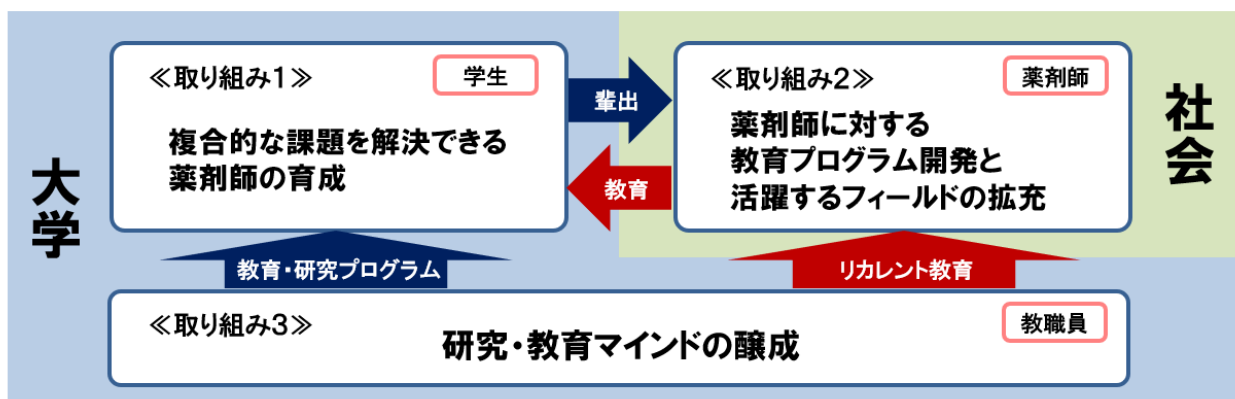 大学
≪取り組み1≫
学生
複合的な課題を解決できる
薬剤師の育成
輩出
教育
≪取り組み2≫
薬剤師
薬剤師に対する
教育プログラム開発と
活躍するフィールドの拡充
社会
教育・研究プログラム
リカレント教育
≪取り組み3≫
研究・教育マインドの醸成
教職員